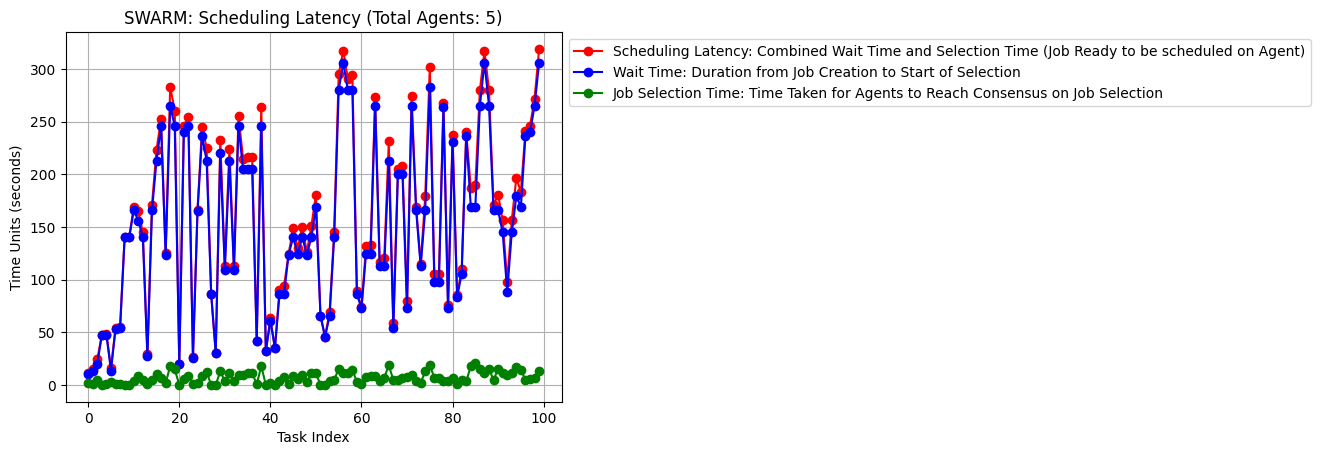 SWARM: Scheduling Latency (Total Agents: 5)
Scheduling Latency: Combined Wait Time and Selection Time (Job Ready to be scheduled on Agent)
Wait Time: Duration from Job Creation to Start of Selection
Job Selection Time: Time Taken for Agents to Reach Consensus on Job Selection
Time Units (seconds)
300
250
200
150
100
50
0
0 20 40 60 80 100
Task Index